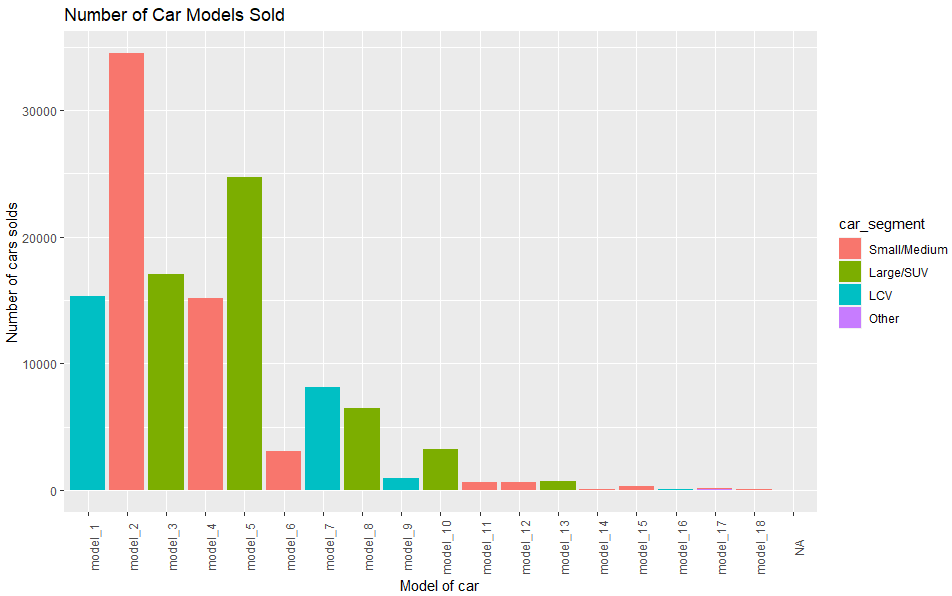 Number of Car Models Sold
Number of cars solds
30000
20000
10000
0
model_1
model_2
model_3
model_4
model_5
model_6
model_7
model_8
model_9
model_10
model_11
model_12
model_13
model_14
model_15
model_16
model_17
model_18
NA
Model of car
car_segment
Small/Medium
Large/SUV
LCV
Other